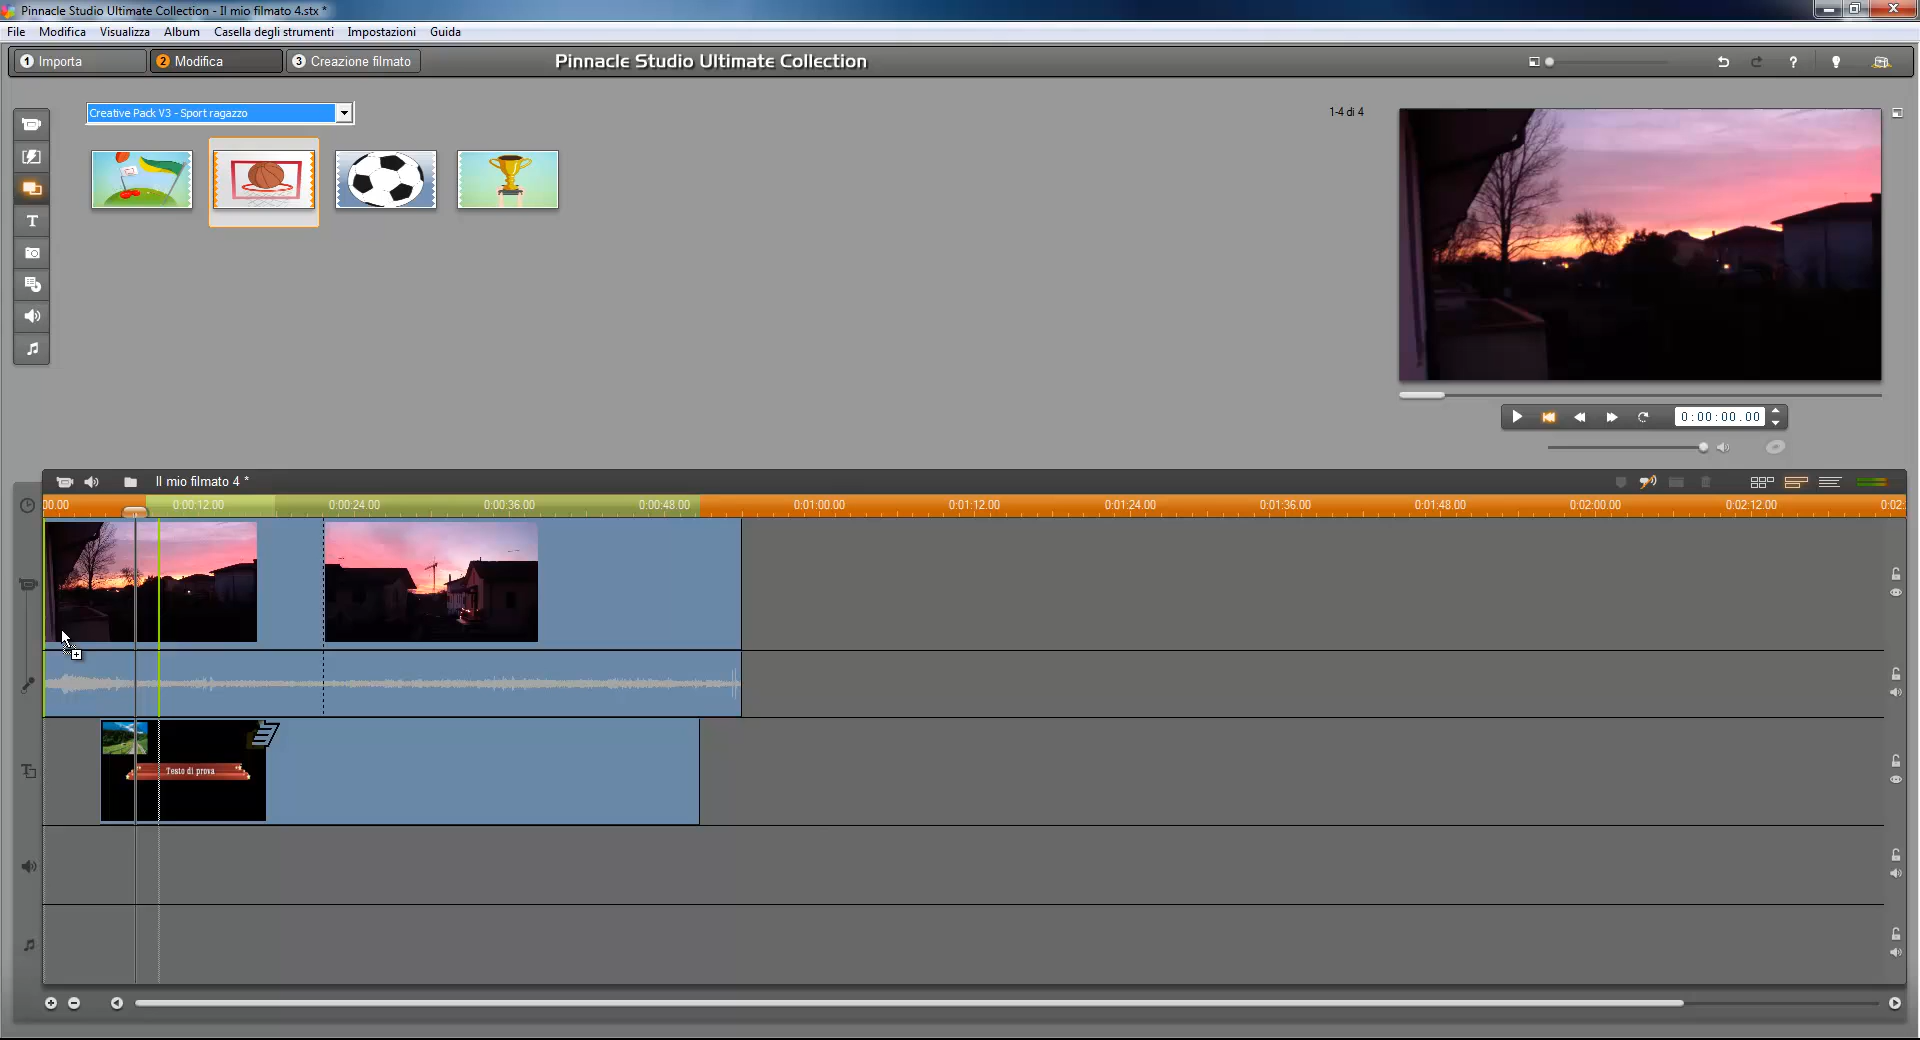 Pinnacle Studio Ultimate Collection - Il mio filmato 4.stx *
File Modifica Visualizza Album Casella degli strumenti Impostazioni Guida
1 Importa 2 Modifica 3 Creazione filmato Pinnacle Studio Ultimate Collection ?
Creative Pack V3 - Sport ragazzo
1-4 di 4
T
0:00:00.00
Il mio filmato 4 *
00.00 0:00:12.00 0:00:24.00 0:00:36.00 0:00:48.00 0:01:00.00 0:01:12.00 0:01:24.00 0:01:36.00 0:01:48.00 0:02:00.00 0:02:12.00 0:02:
Testo di prova